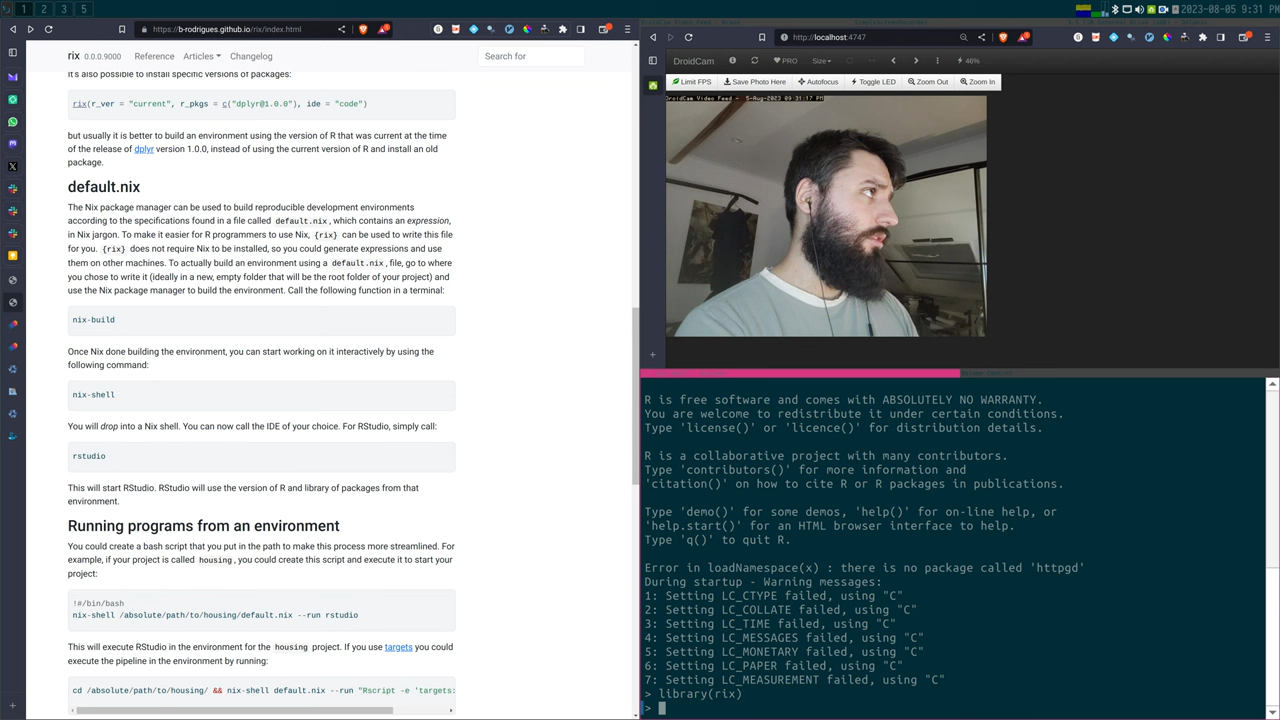 1 2 3 5
2023-08-05 9:31 PM
https://b-rodrigues.github.io/rix/index.html
rix 0.0.0.9000 Reference Articles Changelog Search for
It's also possible to install specific versions of packages:
rix(r_ver = "current", r_pkgs = c("dplyr@1.0.0"), ide = "code")
but usually it is better to build an environment using the version of R that was current at the time
of the release of dplyr version 1.0.0, instead of using the current version of R and install an old
package.
default.nix
The Nix package manager can be used to build reproducible development environments
according to the specifications found in a file called default.nix, which contains an expression,
in Nix jargon. To make it easier for R programmers to use Nix, {rix} can be used to write this file
for you. {rix} does not require Nix to be installed, so you could generate expressions and use
them on other machines. To actually build an environment using a default.nix, file, go to where
you chose to write it (ideally in a new, empty folder that will be the root folder of your project) and
use the Nix package manager to build the environment. Call the following function in a terminal:
nix-build
Once Nix done building the environment, you can start working on it interactively by using the
following command:
nix-shell
You will drop into a Nix shell. You can now call the IDE of your choice. For RStudio, simply call:
rstudio
This will start RStudio. RStudio will use the version of R and library of packages from that
environment.
Running programs from an environment
You could create a bash script that you put in the path to make this process more streamlined. For
example, if your project is called housing, you could create this script and execute it to start your
project:
!#/bin/bash
nix-shell /absolute/path/to/housing/default.nix --run rstudio
This will execute RStudio in the environment for the housing project. If you use targets you could
execute the pipeline in the environment by running:
cd /absolute/path/to/housing/ && nix-shell default.nix --run "Rscript -e 'targets:
http://localhost:4747
DroidCam PRO Size 46%
Limit FPS Save Photo Here Autofocus Toggle LED Zoom Out Zoom In
DroidCam Video Feed - 5-Aug-2023 09:31:17 PM
R is free software and comes with ABSOLUTELY NO WARRANTY.
You are welcome to redistribute it under certain conditions.
Type 'license()' or 'licence()' for distribution details.
R is a collaborative project with many contributors.
Type 'contributors()' for more information and
'citation()' on how to cite R or R packages in publications.
Type 'demo()' for some demos, 'help()' for on-line help, or
'help.start()' for an HTML browser interface to help.
Type 'q()' to quit R.
Error in loadNamespace(x) : there is no package called 'httpgd'
During startup - Warning messages:
1: Setting LC_CTYPE failed, using "C"
2: Setting LC_COLLATE failed, using "C"
3: Setting LC_TIME failed, using "C"
4: Setting LC_MESSAGES failed, using "C"
5: Setting LC_MONETARY failed, using "C"
6: Setting LC_PAPER failed, using "C"
7: Setting LC_MEASUREMENT failed, using "C"
> library(rix)
>